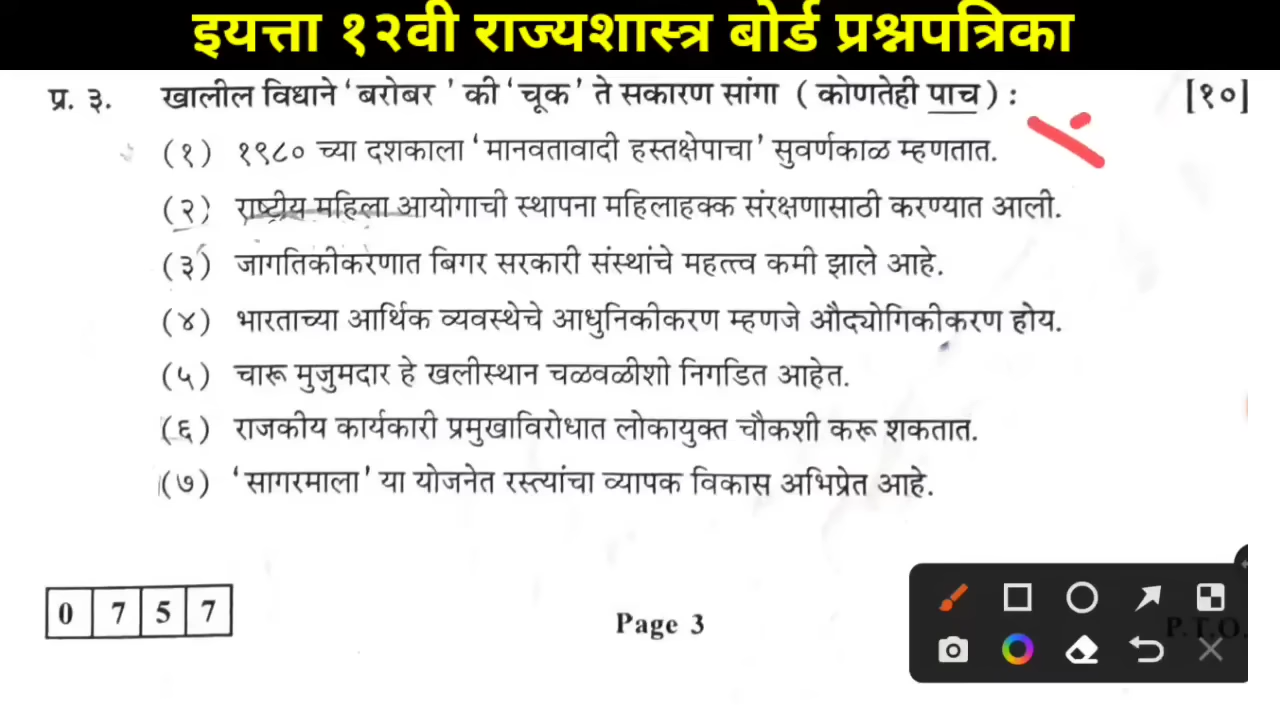 इयत्ता १२वी राज्यशास्त्र बोर्ड प्रश्नपत्रिका
प्र. ३. खालील विधाने 'बरोबर' की 'चूक' ते सकारण सांगा (कोणतेही पाच) : [१०]
(१) १९८० च्या दशकाला 'मानवतावादी हस्तक्षेपाचा' सुवर्णकाळ म्हणतात.
(२) राष्ट्रीय महिला आयोगाची स्थापना महिलाहक्क संरक्षणासाठी करण्यात आली.
(३) जागतिकीकरणात बिगर सरकारी संस्थांचे महत्त्व कमी झाले आहे.
(४) भारताच्या आर्थिक व्यवस्थेचे आधुनिकीकरण म्हणजे औद्योगिकीकरण होय.
(५) चारू मुजुमदार हे खलीस्थान चळवळीशी निगडित आहेत.
(६) राजकीय कार्यकारी प्रमुखाविरोधात लोकायुक्त चौकशी करू शकतात.
(७) 'सागरमाला' या योजनेत रस्त्यांचा व्यापक विकास अभिप्रेत आहे.
0 7 5 7 Page 3 P.T.O.